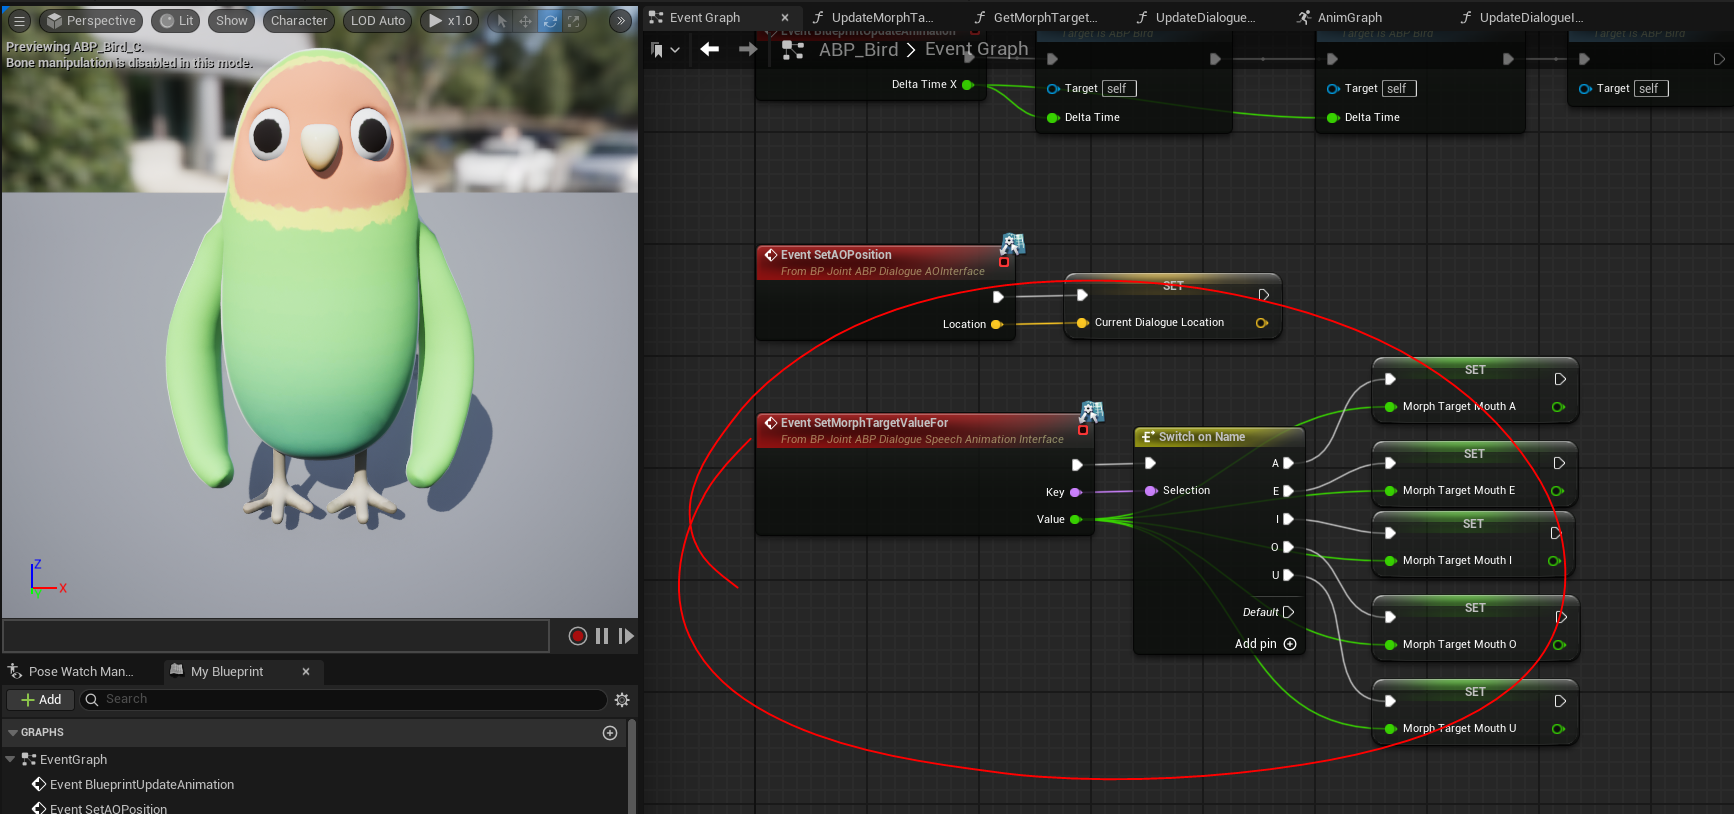 Perspective
Lit
Show
Character
LOD Auto
x1.0
Previewing ABP_Bird_C.
Bone manipulation is disabled in this mode.
Z
X
Y
Pose Watch Man...
My Blueprint
Add
Search
GRAPHS
EventGraph
Event BlueprintUpdateAnimation
Event SetAOPosition
Event Graph
UpdateMorphTa...
GetMorphTarget...
UpdateDialogue...
AnimGraph
UpdateDialogueI...
ABP_Bird > Event Graph
Event BlueprintUpdateAnimation
Delta Time X
Target is ABP Bird
Target self
Delta Time
Target is ABP Bird
Target self
Delta Time
Target is ABP Bird
Target self
Event SetAOPosition
From BP Joint ABP Dialogue AOInterface
Location
SET
Current Dialogue Location
Event SetMorphTargetValueFor
From BP Joint ABP Dialogue Speech Animation Interface
Key
Value
Switch on Name
Selection
A
E
I
O
U
Default
Add pin
SET
Morph Target Mouth A
SET
Morph Target Mouth E
SET
Morph Target Mouth I
SET
Morph Target Mouth O
SET
Morph Target Mouth U